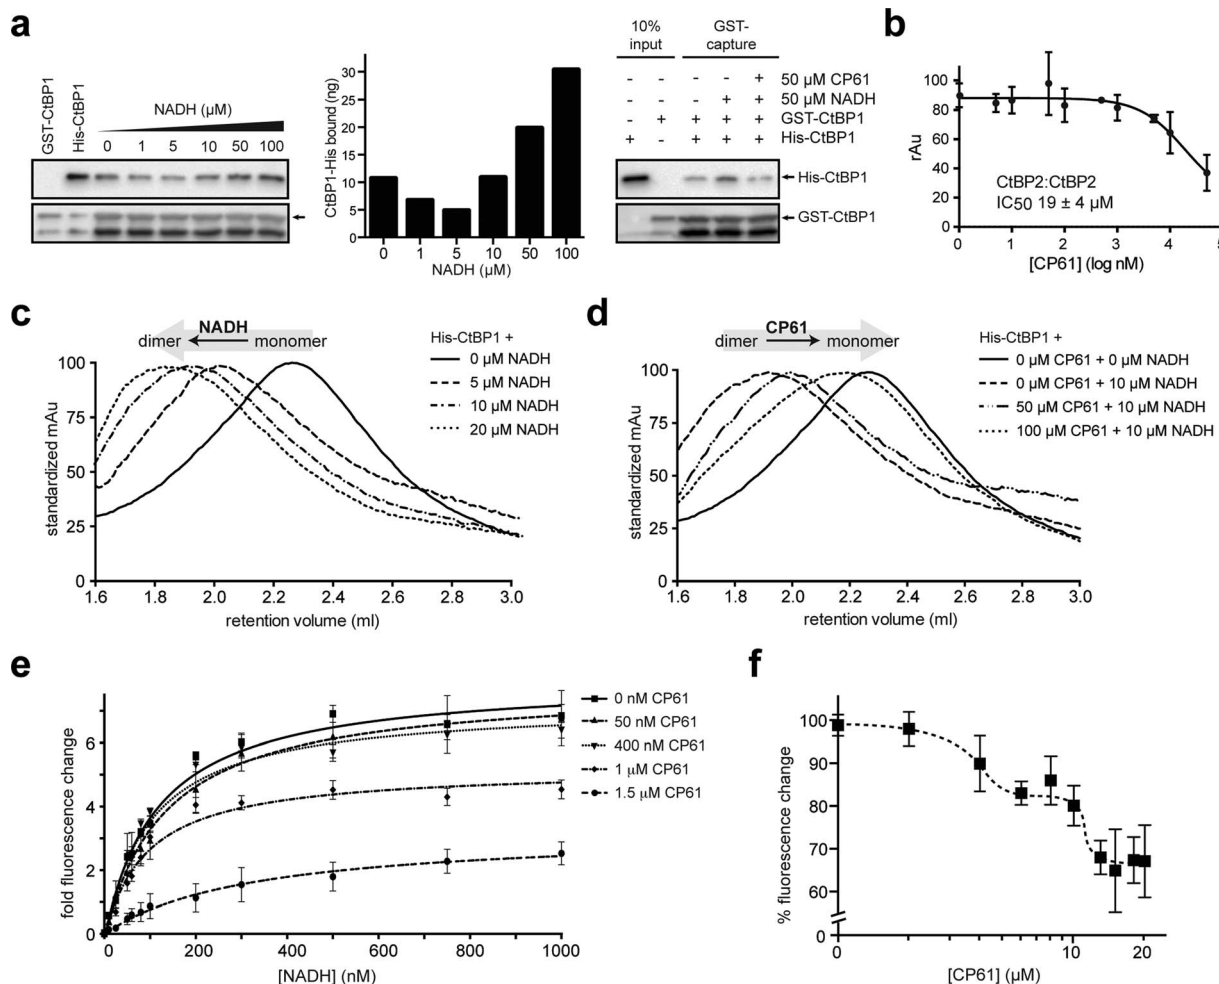 a
GST-CtBP1
His-CtBP1
NADH (µM)
0 1 5 10 50 100
CtBP1-His bound (ng)
30
25
20
15
10
5
0 1 5 10 50 100
NADH (µM)
10% input
GST-capture
- - - - + 50 µM CP61
- - - + + 50 µM NADH
- + + + + GST-CtBP1
+ - + + + His-CtBP1
His-CtBP1
GST-CtBP1
b
rAu
100
80
60
40
20
0
CtBP2:CtBP2
IC50 19 ± 4 µM
0 1 2 3 4 5
[CP61] (log nM)
c
NADH
dimer monomer
His-CtBP1 +
0 µM NADH
5 µM NADH
10 µM NADH
20 µM NADH
standardized mAu
100
75
50
25
0
1.6 1.8 2.0 2.2 2.4 2.6 2.8 3.0
retention volume (ml)
d
CP61
dimer monomer
His-CtBP1 +
0 µM CP61 + 0 µM NADH
0 µM CP61 + 10 µM NADH
50 µM CP61 + 10 µM NADH
100 µM CP61 + 10 µM NADH
standardized mAu
100
75
50
25
0
1.6 1.8 2.0 2.2 2.4 2.6 2.8 3.0
retention volume (ml)
e
fold fluorescence change
6
4
2
0
0 200 400 600 800 1000
[NADH] (nM)
0 nM CP61
50 nM CP61
400 nM CP61
1 µM CP61
1.5 µM CP61
f
% fluorescence change
100
90
80
70
60
0
0 10 20
[CP61] (µM)